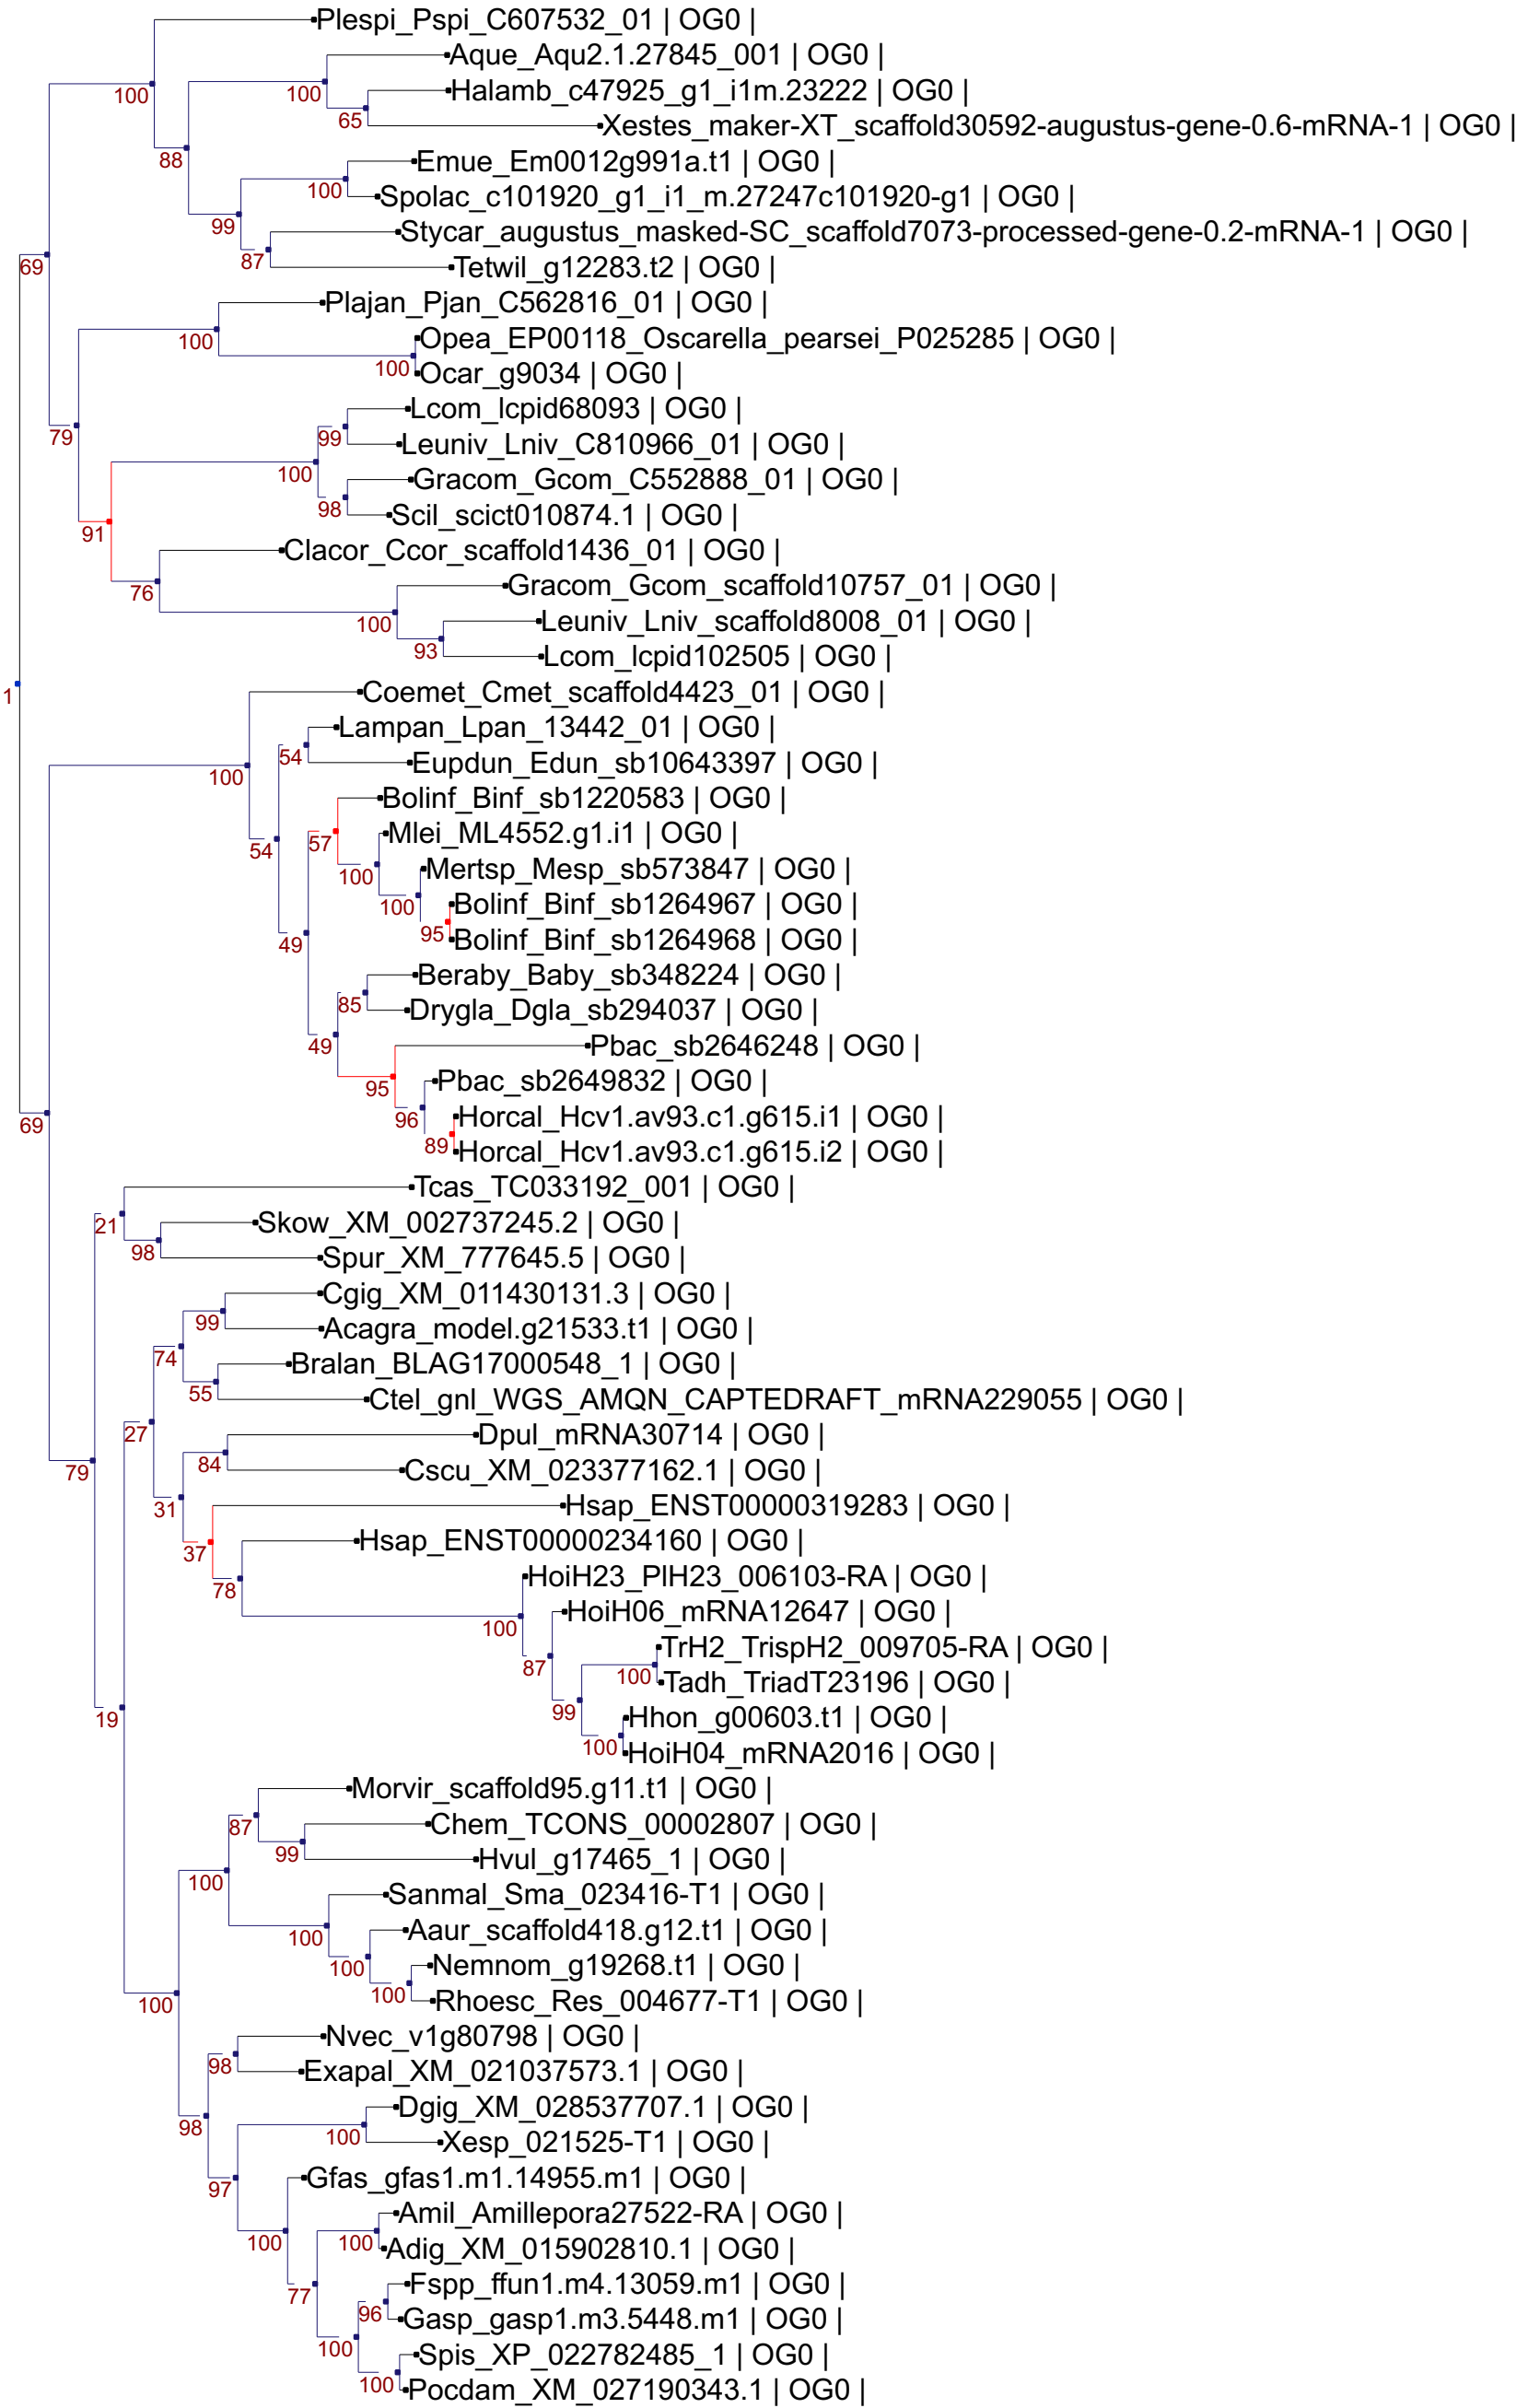 Plespi_Pspi_C607532_01 | OG0 |
Aque_Aqu2.1.27845_001 | OG0 |
100
100
Halamb_c47925_g1_i1m.23222 | OG0 |
65
Xestes_maker-XT_scaffold30592-augustus-gene-0.6-mRNA-1 | OG0 |
88
Emue_Em0012g991a.t1 | OG0 |
100
Spolac_c101920_g1_i1_m.27247c101920-g1 | OG0 |
99
Stycar_augustus_masked-SC_scaffold7073-processed-gene-0.2-mRNA-1 | OG0 |
87
69
Tetwil_g12283.t2 | OG0 |
Plajan_Pjan_C562816_01 | OG0 |
100
Opea_EP00118_Oscarella_pearsei_P025285 | OG0 |
100
Ocar_g9034 | OG0 |
Lcom_lcpid68093 | OG0 |
79
99
Leuniv_Lniv_C810966_01 | OG0 |
100
Gracom_Gcom_C552888_01 | OG0 |
98
Scil_scict010874.1 | OG0 |
91
Clacor_Ccor_scaffold1436_01 | OG0 |
76
Gracom_Gcom_scaffold10757_01 | OG0 |
100
Leuniv_Lniv_scaffold8008_01 | OG0 |
93
Lcom_lcpid102505 | OG0 |
1
Coemet_Cmet_scaffold4423_01 | OG0 |
Lampan_Lpan_13442_01 | OG0 |
54
Eupdun_Edun_sb10643397 | OG0 |
100
Bolinf_Binf_sb1220583 | OG0 |
57
Mlei_ML4552.g1.i1 | OG0 |
54
Mertsp_Mesp_sb573847 | OG0 |
100
100
Bolinf_Binf_sb1264967 | OG0 |
95
Bolinf_Binf_sb1264968 | OG0 |
49
Beraby_Baby_sb348224 | OG0 |
85
Drygla_Dgla_sb294037 | OG0 |
49
Pbac_sb2646248 | OG0 |
95
Pbac_sb2649832 | OG0 |
96
Horcal_Hcv1.av93.c1.g615.i1 | OG0 |
69
89
Horcal_Hcv1.av93.c1.g615.i2 | OG0 |
Tcas_TC033192_001 | OG0 |
21
Skow_XM_002737245.2 | OG0 |
98
Spur_XM_777645.5 | OG0 |
Cgig_XM_011430131.3 | OG0 |
99
Acagra_model.g21533.t1 | OG0 |
74
Bralan_BLAG17000548_1 | OG0 |
55
Ctel_gnl_WGS_AMQN_CAPTEDRAFT_mRNA229055 | OG0 |
27
Dpul_mRNA30714 | OG0 |
84
79
Cscu_XM_023377162.1 | OG0 |
31
Hsap_ENST00000319283 | OG0 |
37
Hsap_ENST00000234160 | OG0 |
78
HoiH23_PlH23_006103-RA | OG0 |
100
HoiH06_mRNA12647 | OG0 |
87
TrH2_TrispH2_009705-RA | OG0 |
100
Tadh_TriadT23196 | OG0 |
99
19
Hhon_g00603.t1 | OG0 |
100
HoiH04_mRNA2016 | OG0 |
Morvir_scaffold95.g11.t1 | OG0 |
87
Chem_TCONS_00002807 | OG0 |
99
Hvul_g17465_1 | OG0 |
100
Sanmal_Sma_023416-T1 | OG0 |
100
Aaur_scaffold418.g12.t1 | OG0 |
100
Nemnom_g19268.t1 | OG0 |
100
100
Rhoesc_Res_004677-T1 | OG0 |
Nvec_v1g80798 | OG0 |
98
Exapal_XM_021037573.1 | OG0 |
Dgig_XM_028537707.1 | OG0 |
98
100
Xesp_021525-T1 | OG0 |
97
Gfas_gfas1.m1.14955.m1 | OG0 |
Amil_Amillepora27522-RA | OG0 |
100
100
Adig_XM_015902810.1 | OG0 |
77
Fspp_ffun1.m4.13059.m1 | OG0 |
96
Gasp_gasp1.m3.5448.m1 | OG0 |
100
Spis_XP_022782485_1 | OG0 |
100
Pocdam_XM_027190343.1 | OG0 |